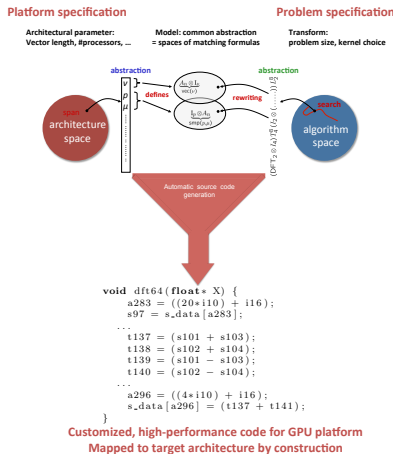 Platform specification
Problem specification
Architectural parameter:
Vector length, #processors, ...
Model: common abstraction
= spaces of matching formulas
Transform:
problem size, kernel choice
abstraction
abstraction
ν
p
μ
defines
rewriting
span
architecture
space
search
algorithm
space
Automatic source code
generation
void dft64(float* X) {
a283 = ((20*i10) + i16);
s97 = s_data[a283];
...
t137 = (s101 + s103);
t138 = (s102 + s104);
t139 = (s101 - s103);
t140 = (s102 - s104);
...
a296 = ((4*i10) + i16);
s_data[a296] = (t137 + t141);
}
Customized, high-performance code for GPU platform
Mapped to target architecture by construction